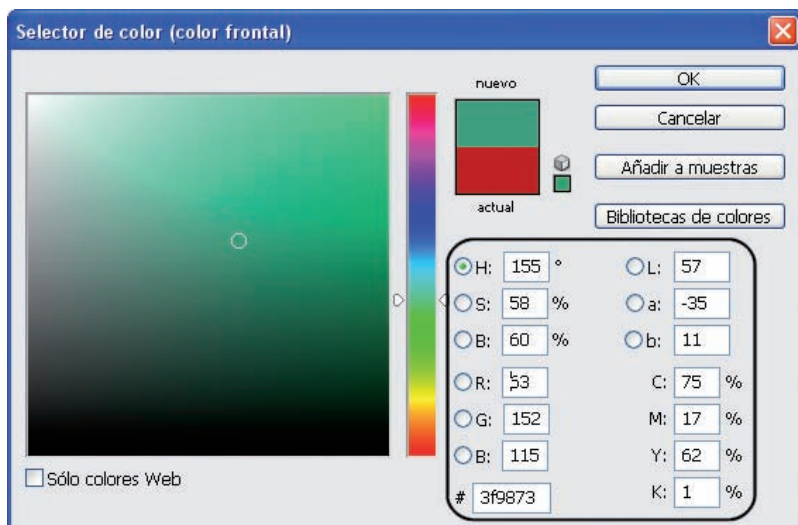 Selector de color (color frontal)
nuevo
actual
OK
Cancelar
Añadir a muestras
Bibliotecas de colores
H: 155 °
S: 58 %
B: 60 %
R: 63
G: 152
B: 115
# 3f9873
L: 57
a: -35
b: 11
C: 75 %
M: 17 %
Y: 62 %
K: 1 %
Sólo colores Web